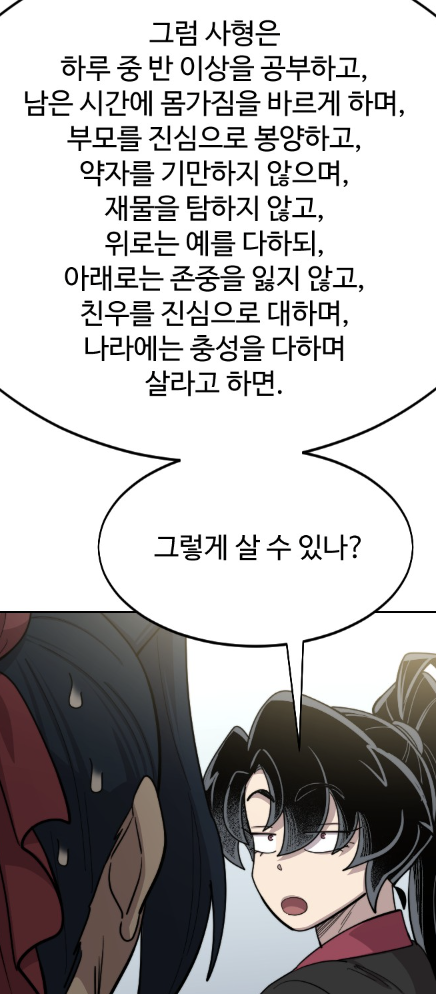 그럼 사형은
하루 중 반 이상을 공부하고,
남은 시간에 몸가짐을 바르게 하며,
부모를 진심으로 봉양하고,
약자를 기만하지 않으며,
재물을 탐하지 않고,
위로는 예를 다하되,
아래로는 존중을 잃지 않고,
친우를 진심으로 대하며,
나라에는 충성을 다하며
살라고 하면.
그렇게 살 수 있나?